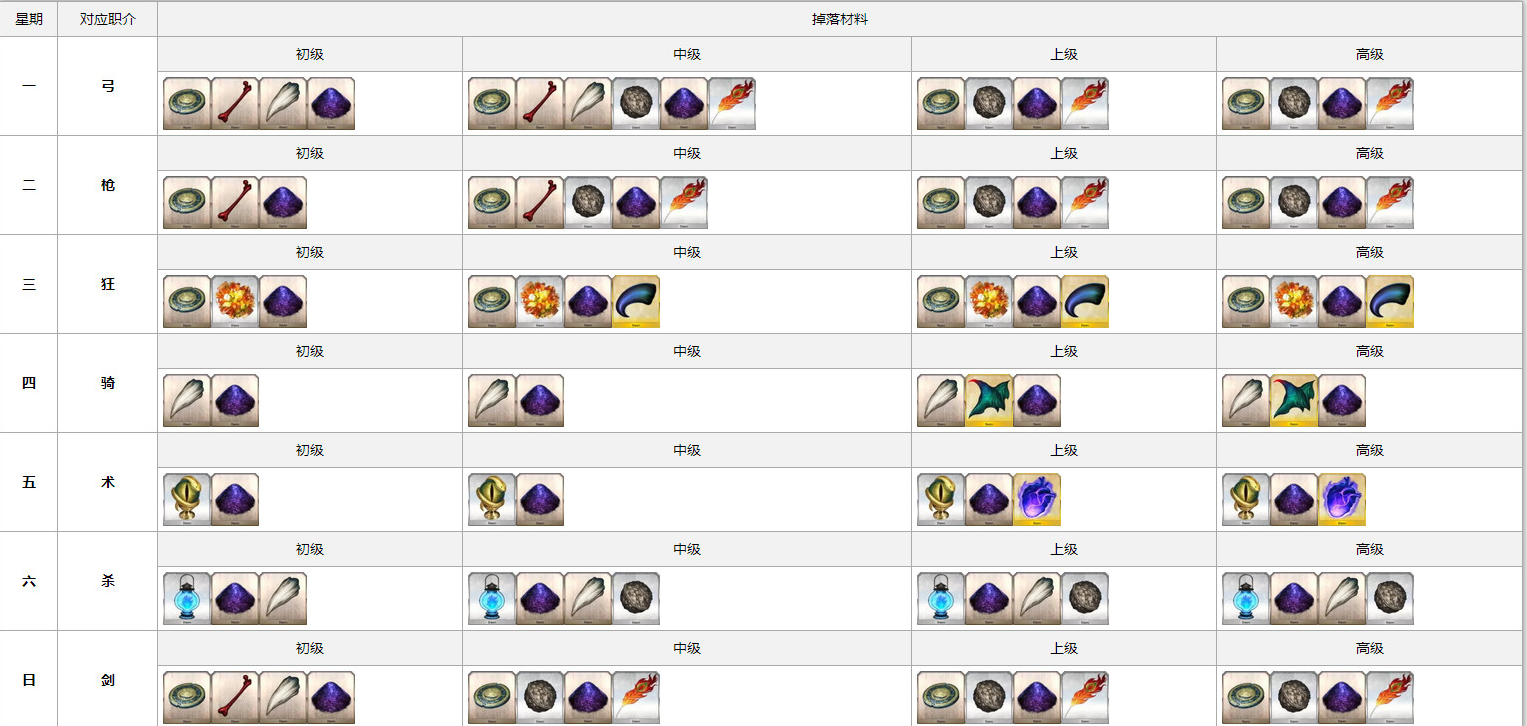 星期 对应职介 掉落材料
一 弓 初级 中级 上级 高级
二 枪 初级 中级 上级 高级
三 狂 初级 中级 上级 高级
四 骑 初级 中级 上级 高级
五 术 初级 中级 上级 高级
六 杀 初级 中级 上级 高级
日 剑 初级 中级 上级 高级